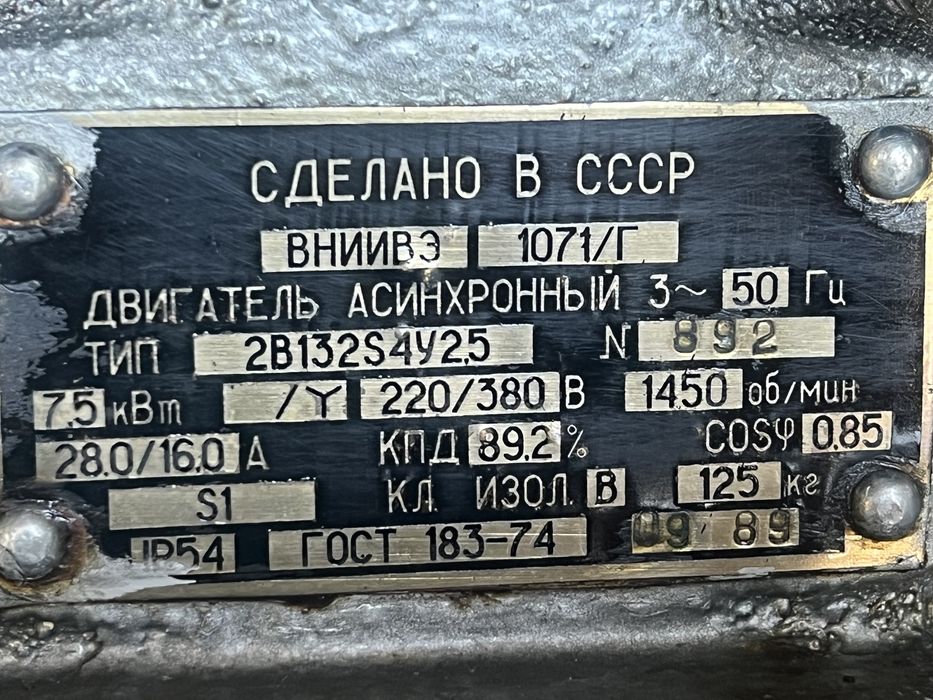 СДЕЛАНО В СССР
ВНИИВЭ 1071/Г
ДВИГАТЕЛЬ АСИНХРОННЫЙ 3~ 50 Гц
ТИП 2В132S4У2,5 N 892
7,5 кВт /Y 220/380 В 1450 об/мин
28.0/16.0 А КПД 89,2 % COSφ 0.85
S1 КЛ. ИЗОЛ. В 125 кг
IP54 ГОСТ 183-74 09 89